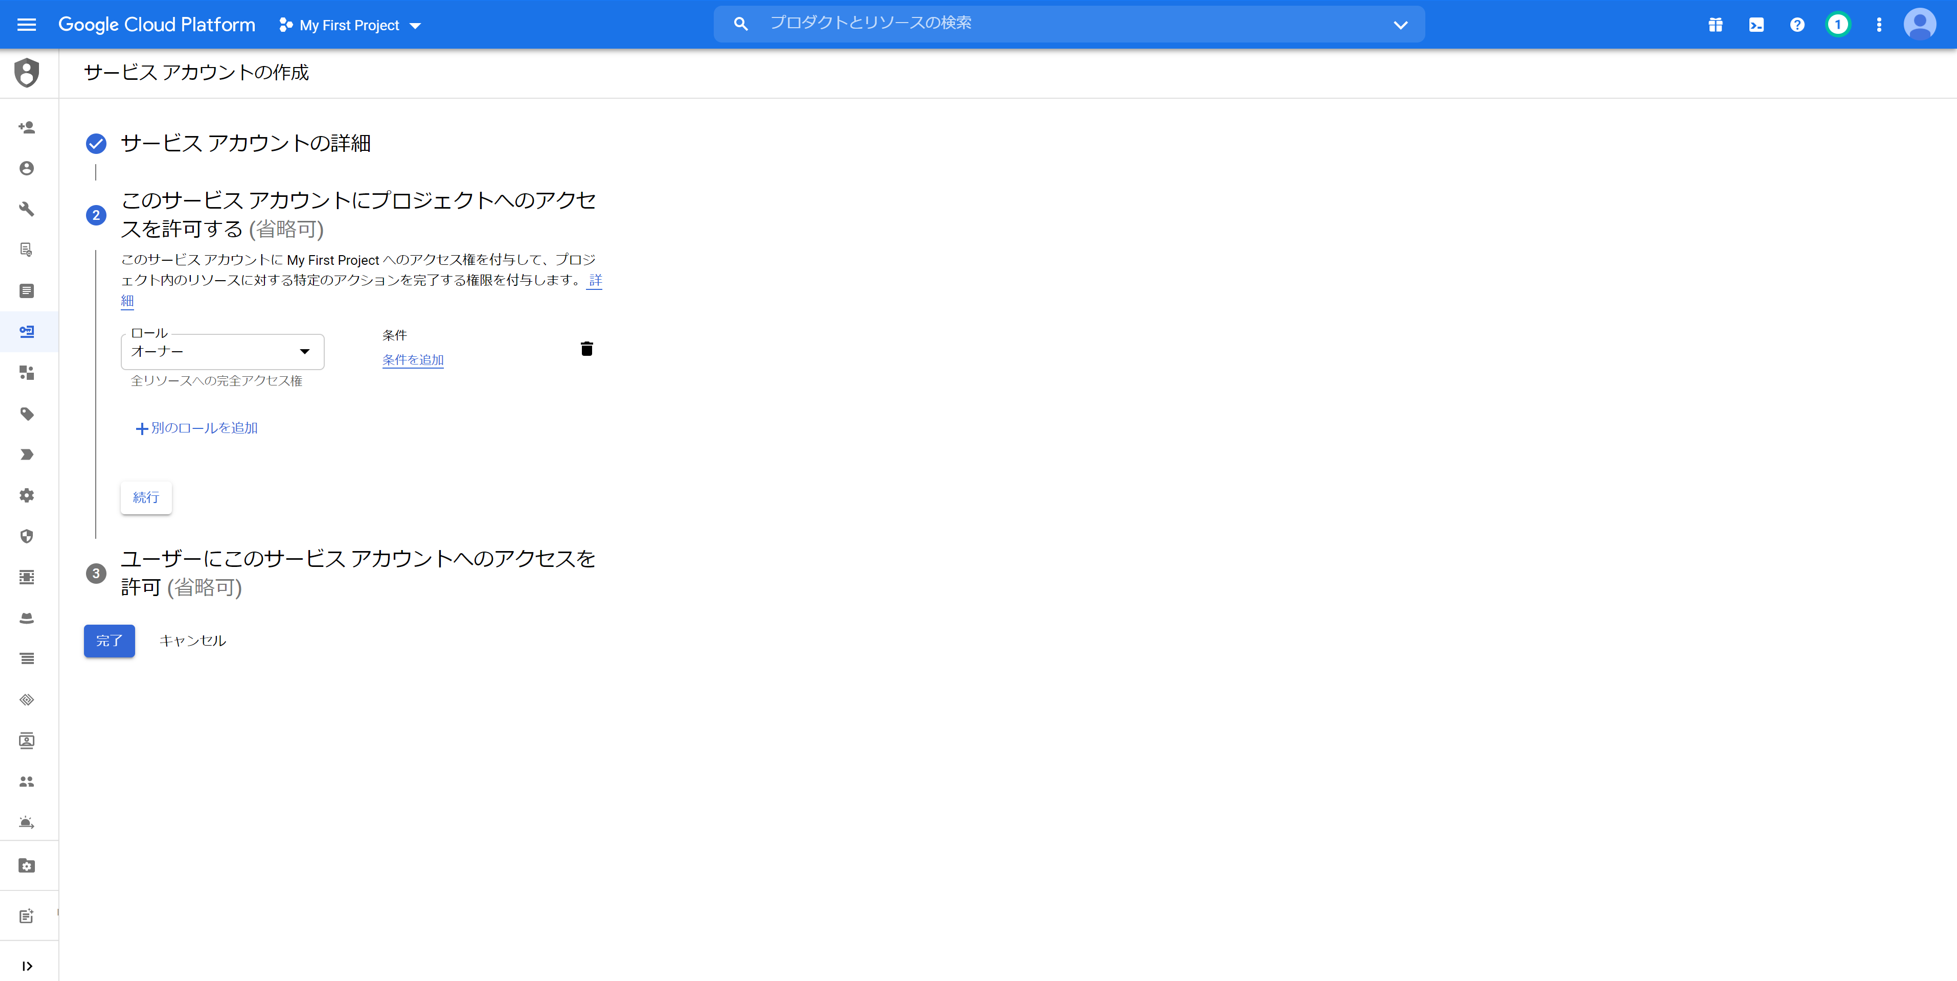 Google Cloud Platform
My First Project
プロダクトとリソースの検索
1
サービス アカウントの作成
サービス アカウントの詳細
2
このサービス アカウントにプロジェクトへのアクセ
スを許可する (省略可)
このサービス アカウントに My First Project へのアクセス権を付与して、プロジ
ェクト内のリソースに対する特定のアクションを完了する権限を付与します。 詳
細
ロール
オーナー
条件
条件を追加
全リソースへの完全アクセス権
+別のロールを追加
続行
3
ユーザーにこのサービス アカウントへのアクセスを
許可 (省略可)
完了
キャンセル